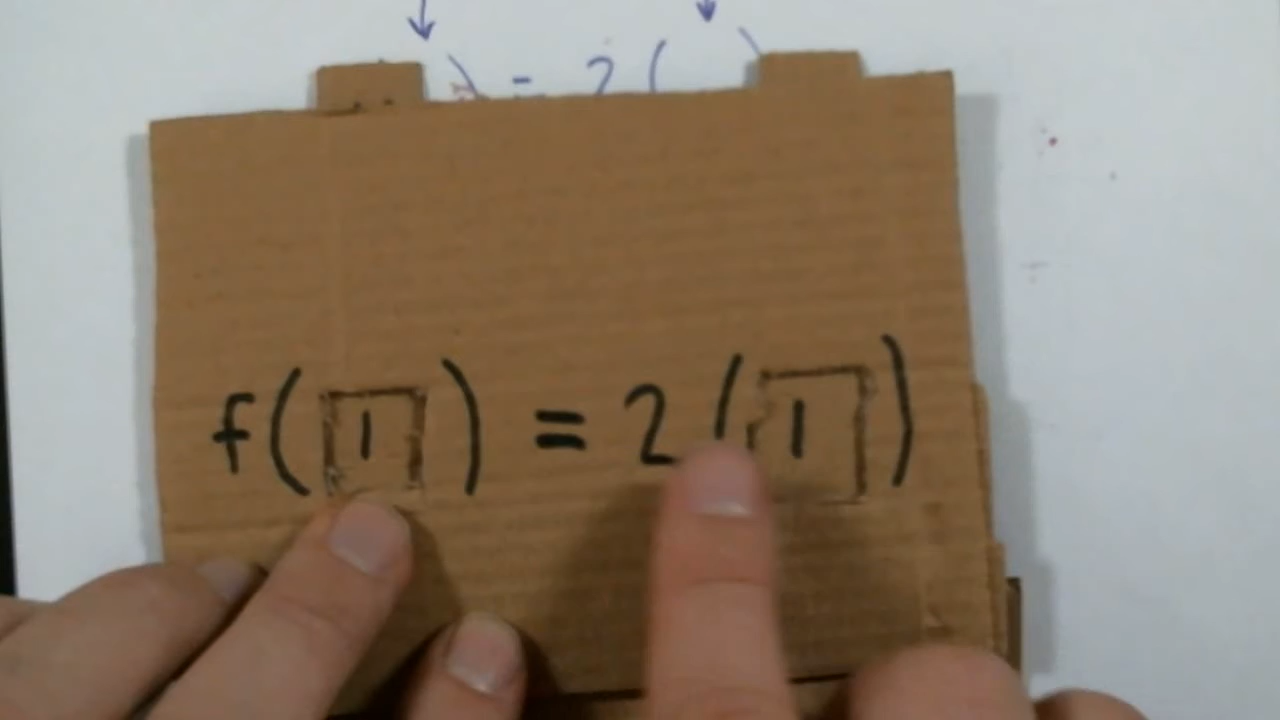 ) = 2 ( )
f( 1 ) = 2 ( 1 )